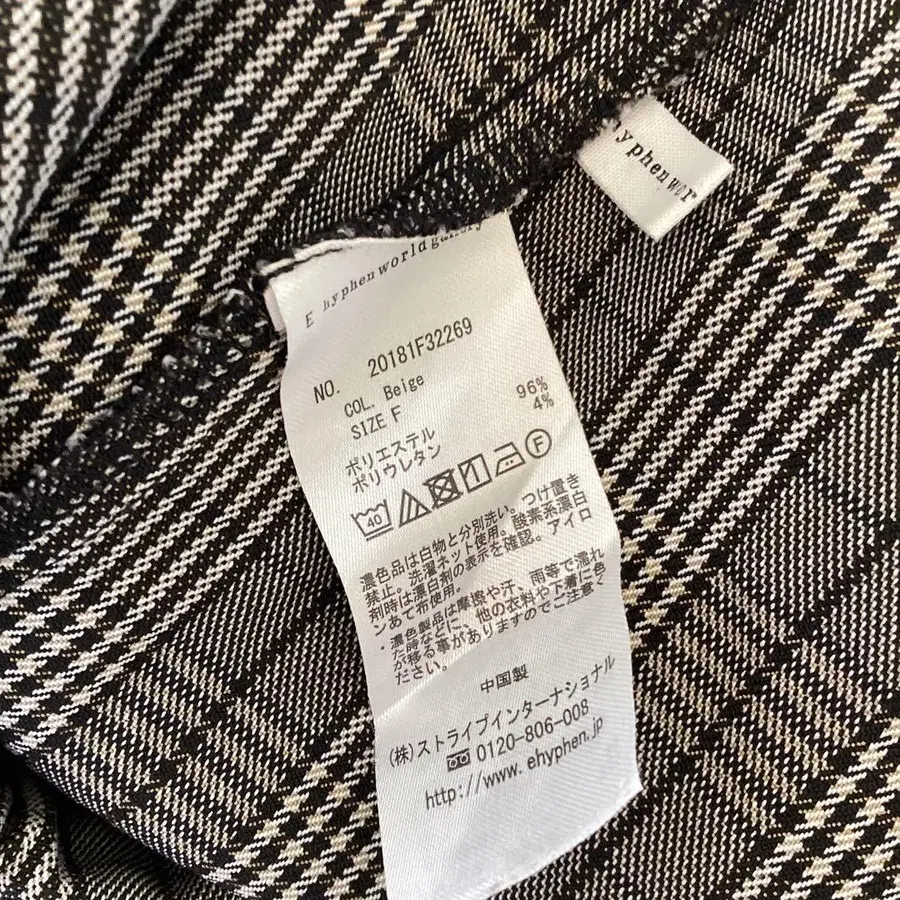 hyphen wor
E hyphen world gallery
NO. 20181F32269
COL. Beige
SIZE F
ポリエステル 96%
ポリウレタン 4%
40 F
濃色品は白物と分別洗い。つけ置き
禁止。洗濯ネット使用。酸素系漂白
剤時は漂白剤の表示を確認。アイロ
ンあて布使用。
・濃色製品は摩擦や汗、雨等で濡れ
た時などに、他の衣料や下着に色
が移る事がありますのでご注意く
ださい。
中国製
(株)ストライプインターナショナル
0120-806-008
http://www.ehyphen.jp